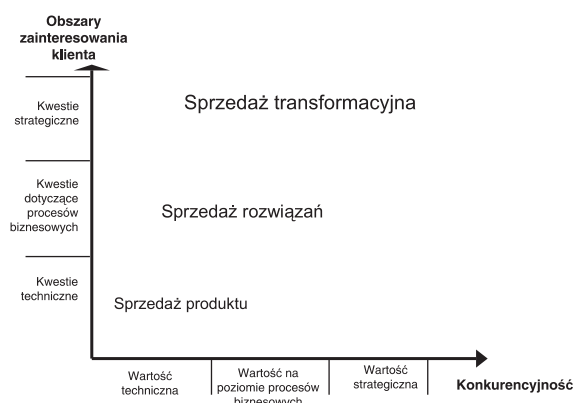 Obszary
zainteresowania
klienta
Kwestie
strategiczne
Sprzedaż transformacyjna
Kwestie
dotyczące
procesów
biznesowych
Sprzedaż rozwiązań
Kwestie
techniczne
Sprzedaż produktu
Wartość
techniczna
Wartość na
poziomie procesów
biznesowych
Wartość
strategiczna
Konkurencyjność